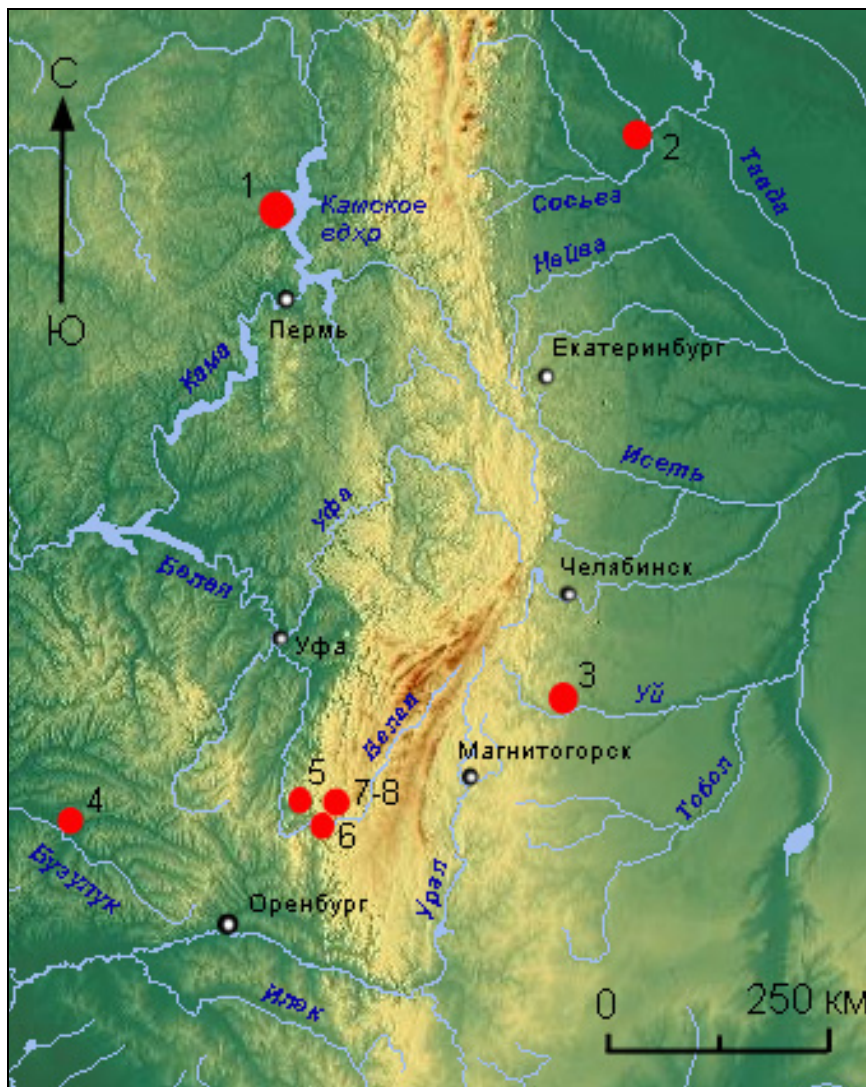 С
2
Тавда
1
Камское
вдхр
Сосьва
Нейва
Ю
Пермь
Екатеринбург
Кама
Исеть
Уфа
Челябинск
Белая
Уфа
3
Уй
Белая
Магнитогорск
5
7-8
Тобол
4
6
Бузулук
Урал
Оренбург
0
250 км
Илек